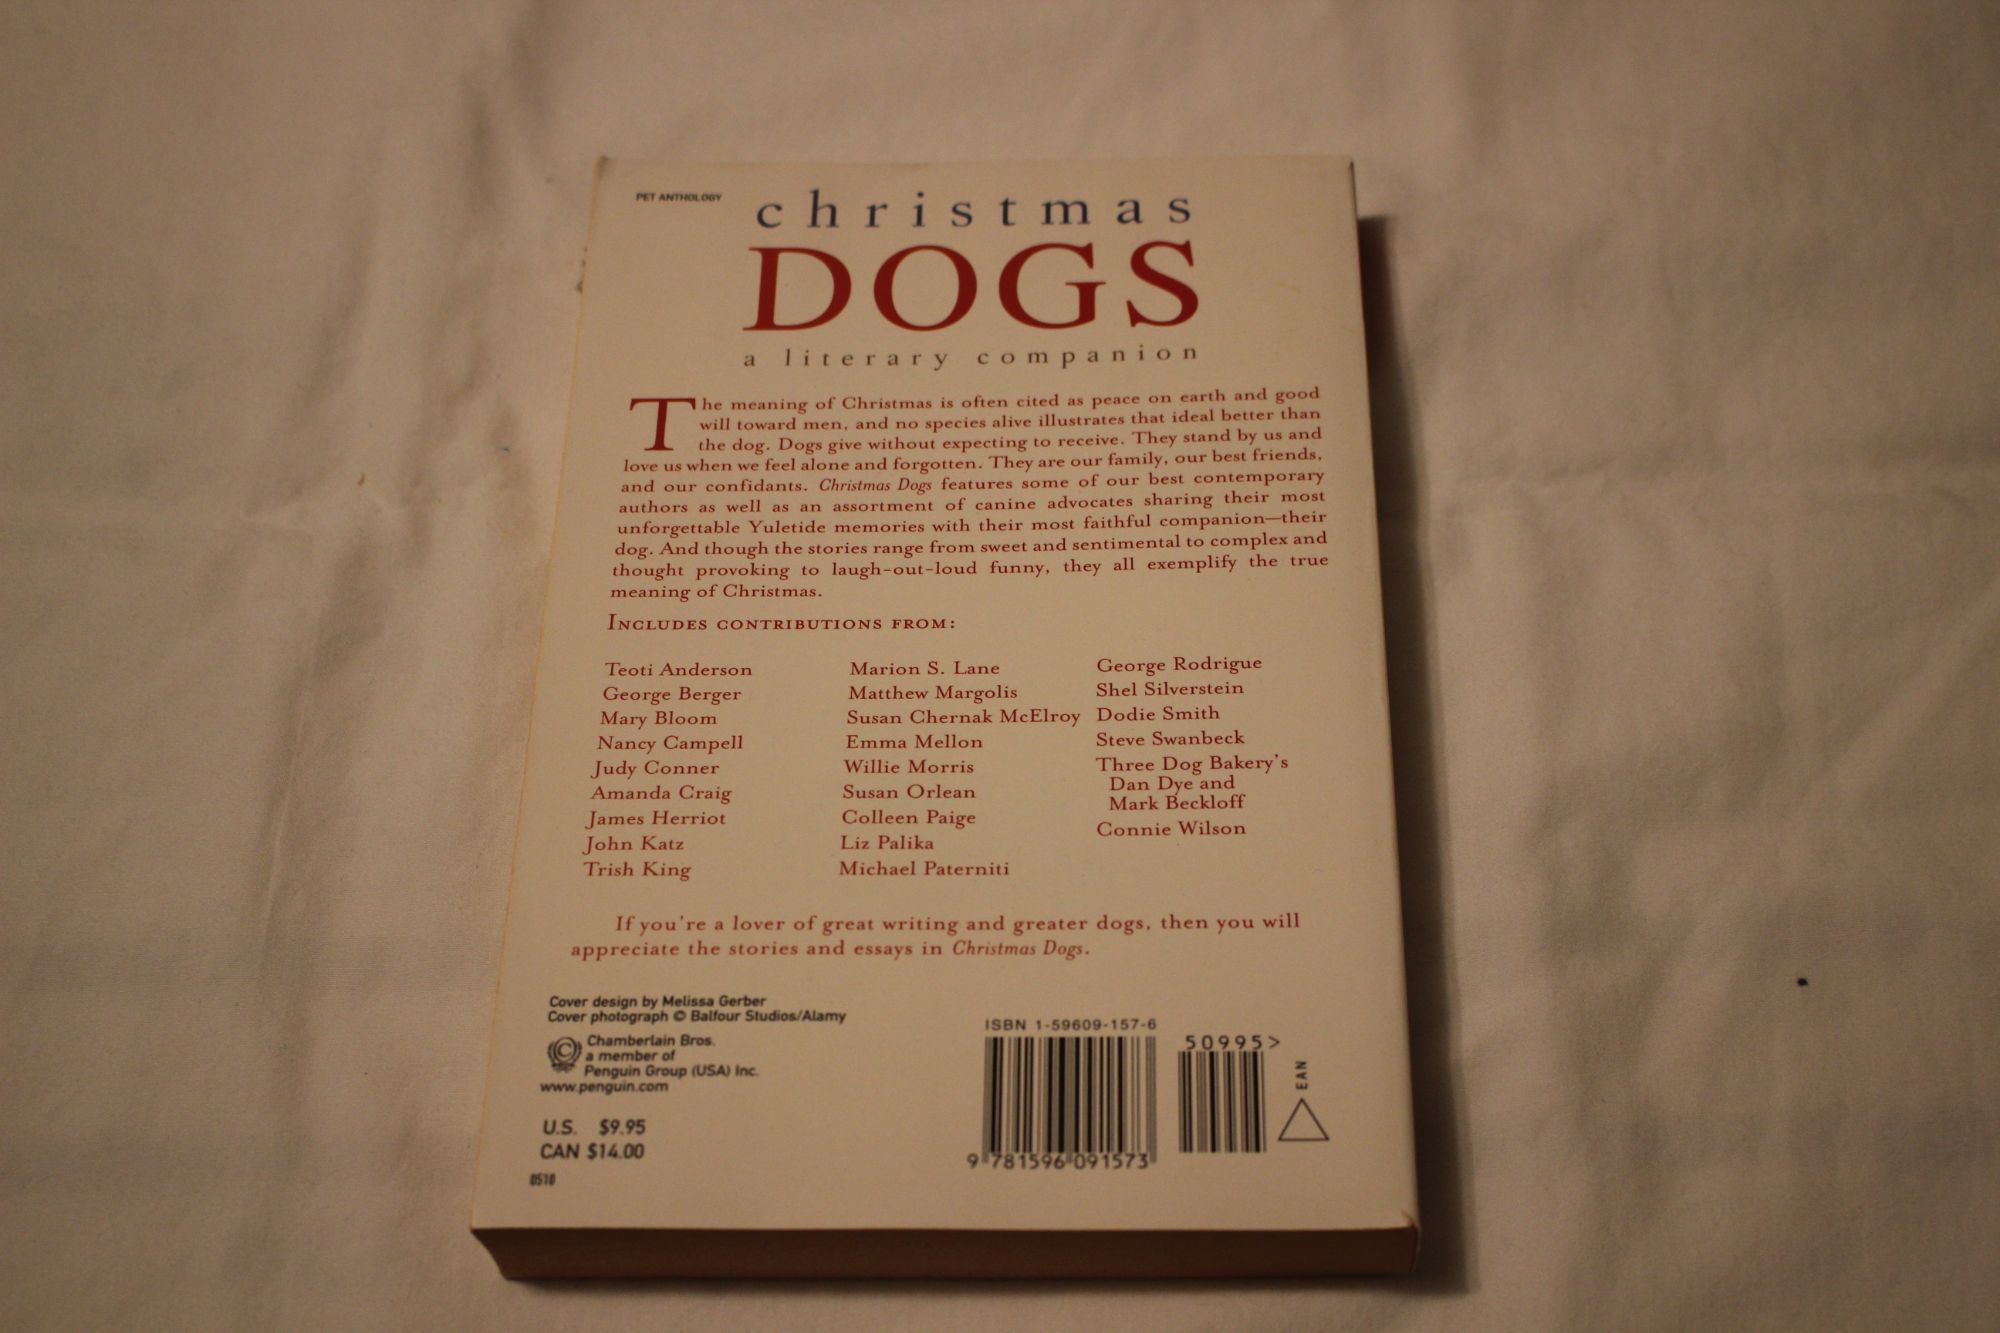 PET ANTHOLOGY
christmas
DOGS
a literary companion
The meaning of Christmas is often cited as peace on earth and good
will toward men, and no species alive illustrates that ideal better than
the dog. Dogs give without expecting to receive. They stand by us and
love us when we feel alone and forgotten. They are our family, our best friends,
and our confidants. Christmas Dogs features some of our best contemporary
authors as well as an assortment of canine advocates sharing their most
unforgettable Yuletide memories with their most faithful companion—their
dog. And though the stories range from sweet and sentimental to complex and
thought provoking to laugh-out-loud funny, they all exemplify the true
meaning of Christmas.
INCLUDES CONTRIBUTIONS FROM:
Teoti Anderson
George Berger
Mary Bloom
Nancy Campell
Judy Conner
Amanda Craig
James Herriot
John Katz
Trish King
Marion S. Lane
Matthew Margolis
Susan Chernak McElroy
Emma Mellon
Willie Morris
Susan Orlean
Colleen Paige
Liz Palika
Michael Paterniti
George Rodrigue
Shel Silverstein
Dodie Smith
Steve Swanbeck
Three Dog Bakery's
Dan Dye and
Mark Beckloff
Connie Wilson
If you're a lover of great writing and greater dogs, then you will
appreciate the stories and essays in Christmas Dogs.
Cover design by Melissa Gerber
Cover photograph © Balfour Studios/Alamy
Chamberlain Bros.
a member of
Penguin Group (USA) Inc.
www.penguin.com
U.S. $9.95
CAN $14.00
0510
ISBN 1-59609-157-6
50995>
EAN
9 781596 091573